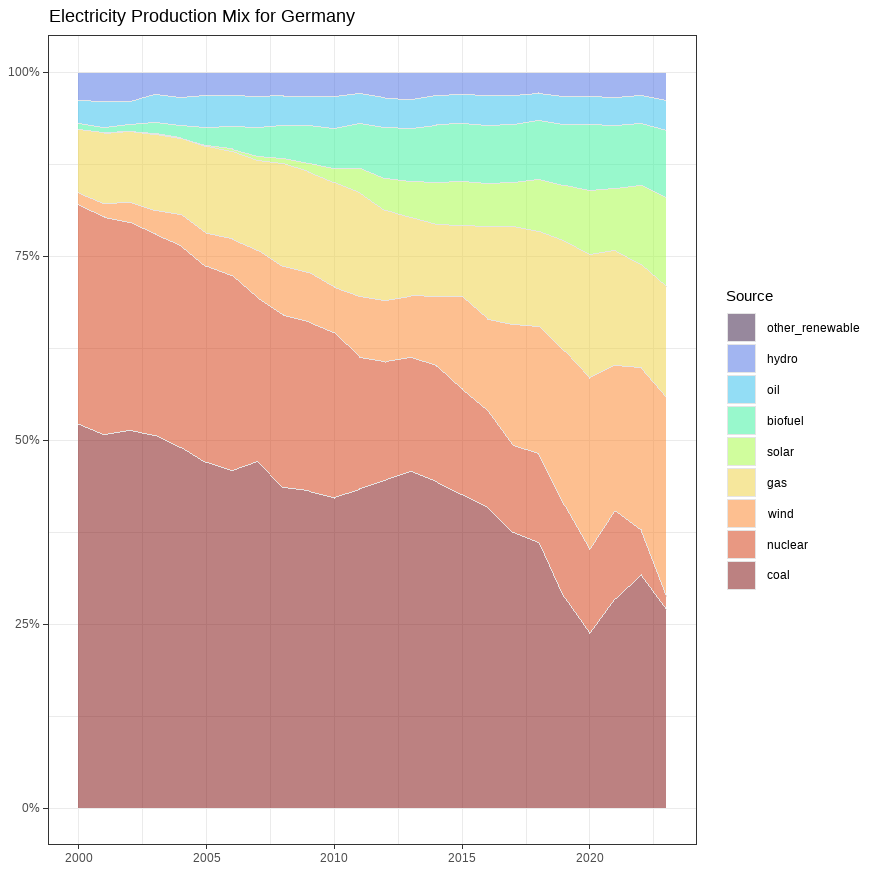 Electricity Production Mix for Germany
100%
75%
50%
25%
0%
2000
2005
2010
2015
2020
Source
other_renewable
hydro
oil
biofuel
solar
gas
wind
nuclear
coal